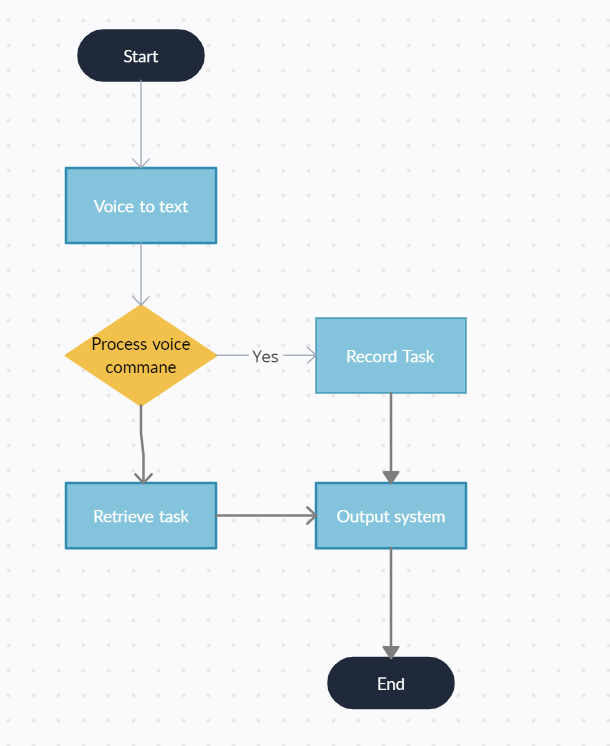 Start
Voice to text
Process voice
commane
Yes
Record Task
Retrieve task
Output system
End